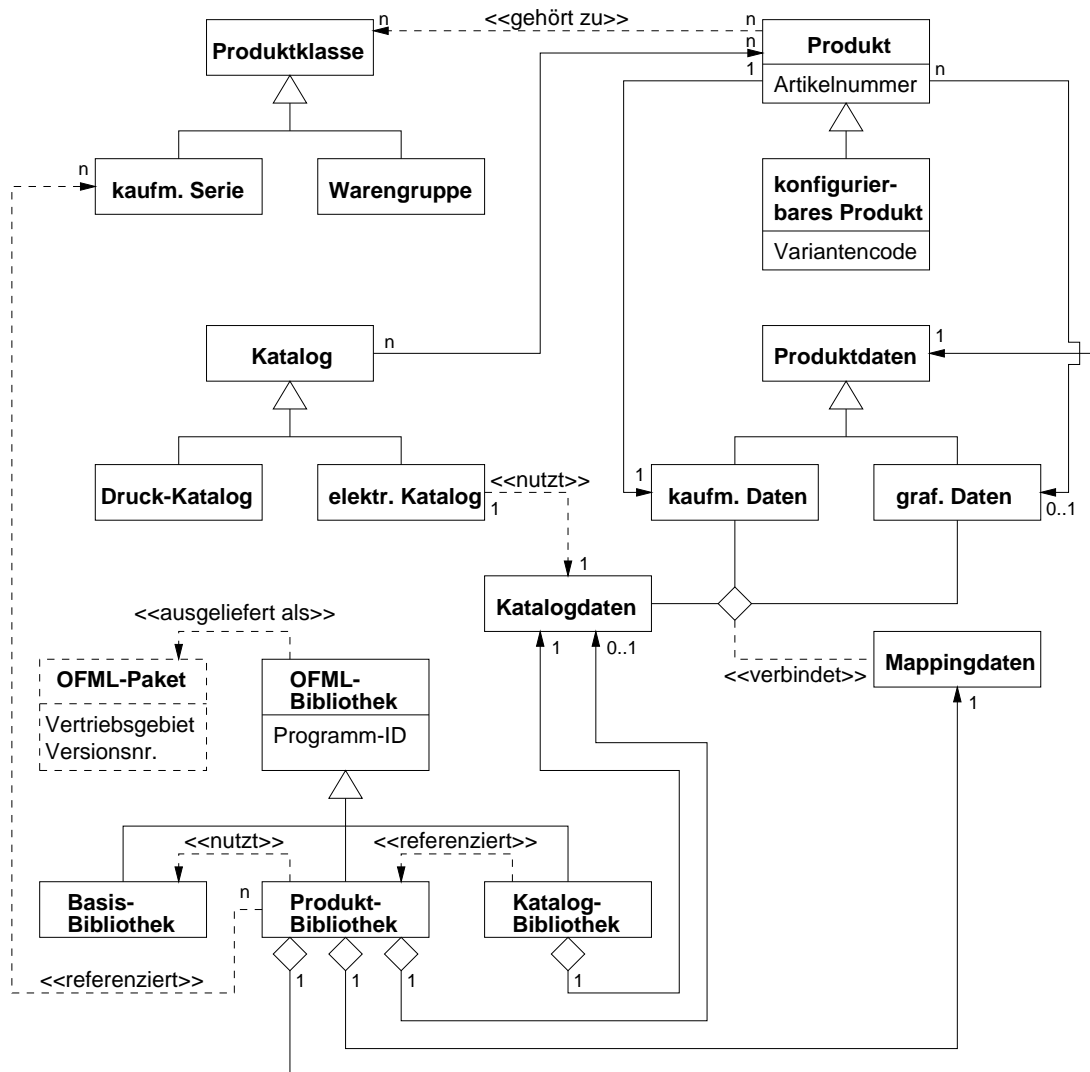 n <<gehört zu>> n
Produktklasse
Produkt
n
1
n
Artikelnummer
n
kaufm. Serie
Warengruppe
konfigurier-
bares Produkt
Variantencode
Katalog
n
Produktdaten
1
Druck-Katalog
elektr. Katalog
1
<<nutzt>>
1
kaufm. Daten
1
graf. Daten
0..1
1
Katalogdaten
1
0..1
<<ausgeliefert als>>
OFML-Paket
Vertriebsgebiet
Versionsnr.
OFML-
Bibliothek
Programm-ID
<<verbindet>>
Mappingdaten
1
<<nutzt>>
<<referenziert>>
Basis-
Bibliothek
n
Produkt-
Bibliothek
Katalog-
Bibliothek
<<referenziert>>
1
1
1
1